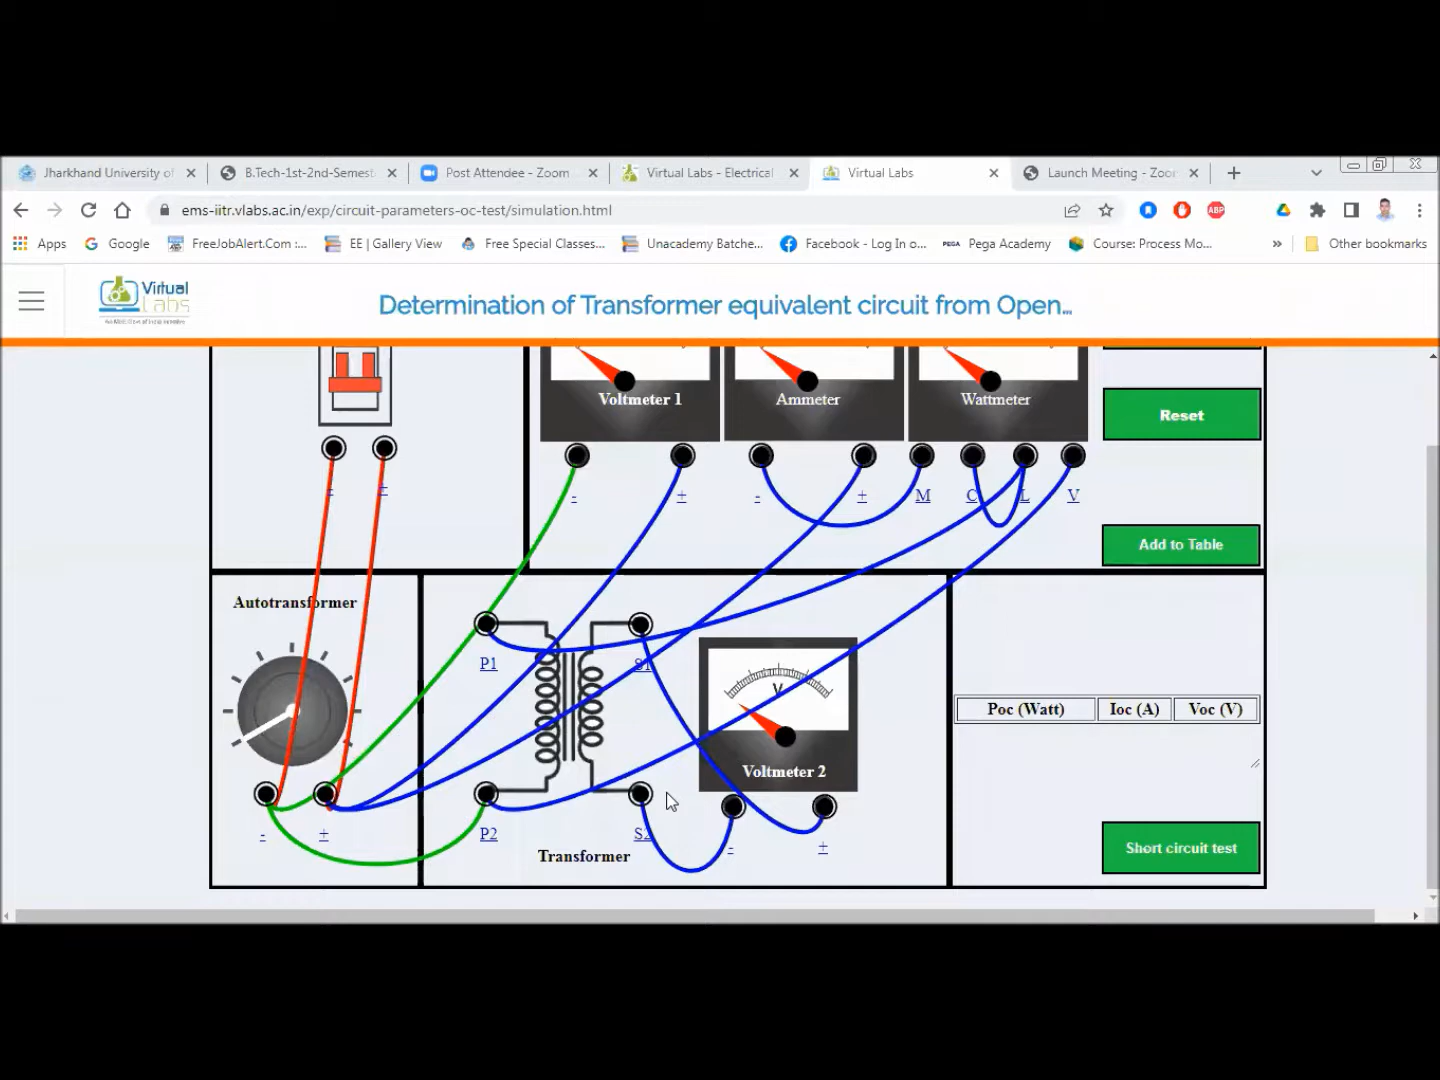 Jharkhand University of
B.Tech-1st-2nd-Semest
Post Attendee - Zoom
Virtual Labs - Electrical
Virtual Labs
Launch Meeting - Zoo
ems-iitr.vlabs.ac.in/exp/circuit-parameters-oc-test/simulation.html
ABP
Apps
Google
FreeJobAlert.Com :...
EE | Gallery View
Free Special Classes...
Unacademy Batche...
Facebook - Log In o...
PEGA Pega Academy
Course: Process Mo...
»
Other bookmarks
Virtual
Labs
Determination of Transformer equivalent circuit from Open...
Voltmeter 1
Ammeter
Wattmeter
Reset
- +
- + - + M C L V
Add to Table
Autotransformer
P1 S1
V
Poc (Watt) Ioc (A) Voc (V)
Voltmeter 2
- + P2 S2 - +
Transformer
Short circuit test